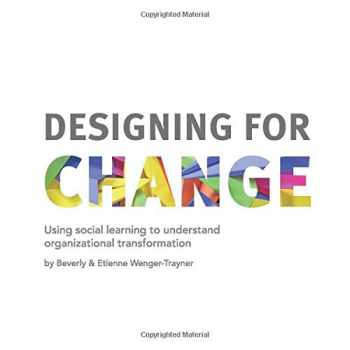 Copyrighted Material
DESIGNING FOR
CHANGE
Using social learning to understand
organizational transformation
by Beverly & Etienne Wenger-Trayner
Copyrighted Material